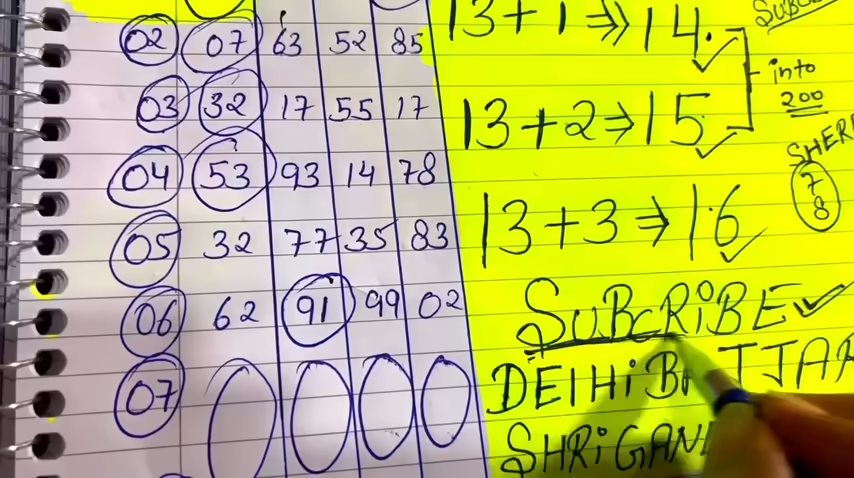 02 07 63 52 85
03 32 17 55 17
04 53 93 14 78
05 32 77 35 83
06 62 91 99 02
07
13+1⇒14.
13+2⇒15
13+3⇒16
into
200
7
8
SUBCRiBE
DElHi
SHRiGAN